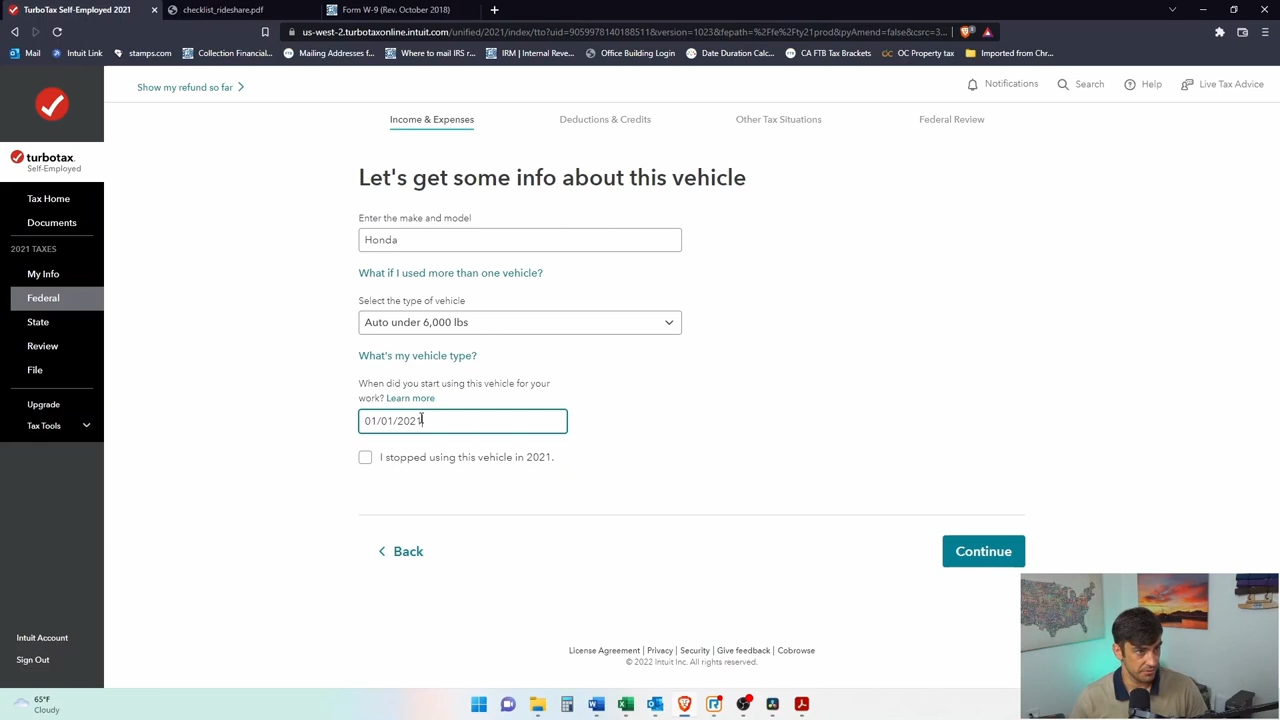 TurboTax Self-Employed 2021
checklist_rideshare.pdf
Form W-9 (Rev. October 2018)
us-west-2.turbotaxonline.intuit.com/unified/2021/index/tto?uid=9059978140188511&version=1023&fepath=%2Ffe%2Fty21prod&pyAmend=false&csrc=3...
Mail
Intuit Link
stamps.com
Collection Financial...
Mailing Addresses f...
Where to mail IRS r...
IRM | Internal Reve...
Office Building Login
Date Duration Calc...
CA FTB Tax Brackets
OC Property tax
Imported from Chr...
Show my refund so far
Notifications
Search
Help
Live Tax Advice
Income & Expenses
Deductions & Credits
Other Tax Situations
Federal Review
turbotax
Self-Employed
Tax Home
Documents
2021 TAXES
My Info
Federal
State
Review
File
Upgrade
Tax Tools
Intuit Account
Sign Out
Let's get some info about this vehicle
Enter the make and model
Honda
What if I used more than one vehicle?
Select the type of vehicle
Auto under 6,000 lbs
What's my vehicle type?
When did you start using this vehicle for your
work? Learn more
01/01/2021
I stopped using this vehicle in 2021.
Back
Continue
License Agreement | Privacy | Security | Give feedback | Cobrowse
© 2022 Intuit Inc. All rights reserved.
65°F
Cloudy